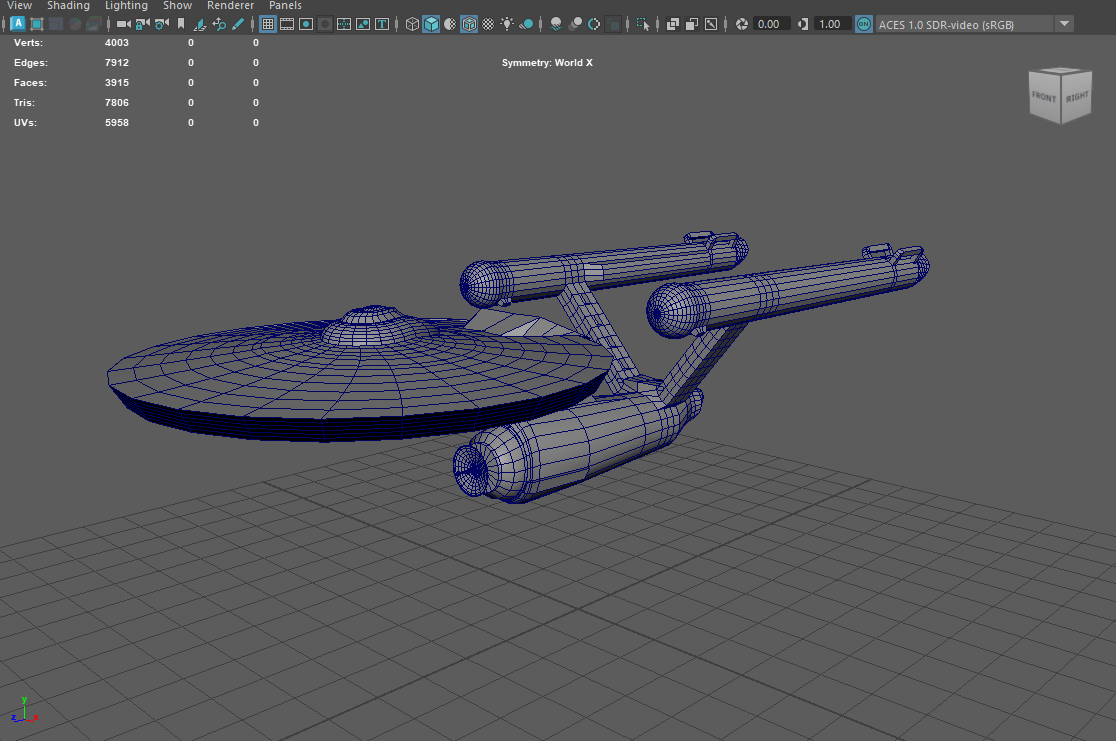 View Shading Lighting Show Renderer Panels
A T 0.00 1.00 ON ACES 1.0 SDR-video (sRGB)
Verts: 4003 0 0
Edges: 7912 0 0
Faces: 3915 0 0
Tris: 7806 0 0
UVs: 5958 0 0
Symmetry: World X
FRONT RIGHT
y
z x